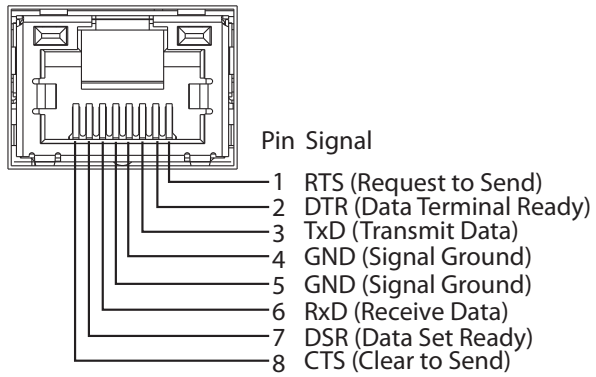 Pin Signal
1 RTS (Request to Send)
2 DTR (Data Terminal Ready)
3 TxD (Transmit Data)
4 GND (Signal Ground)
5 GND (Signal Ground)
6 RxD (Receive Data)
7 DSR (Data Set Ready)
8 CTS (Clear to Send)